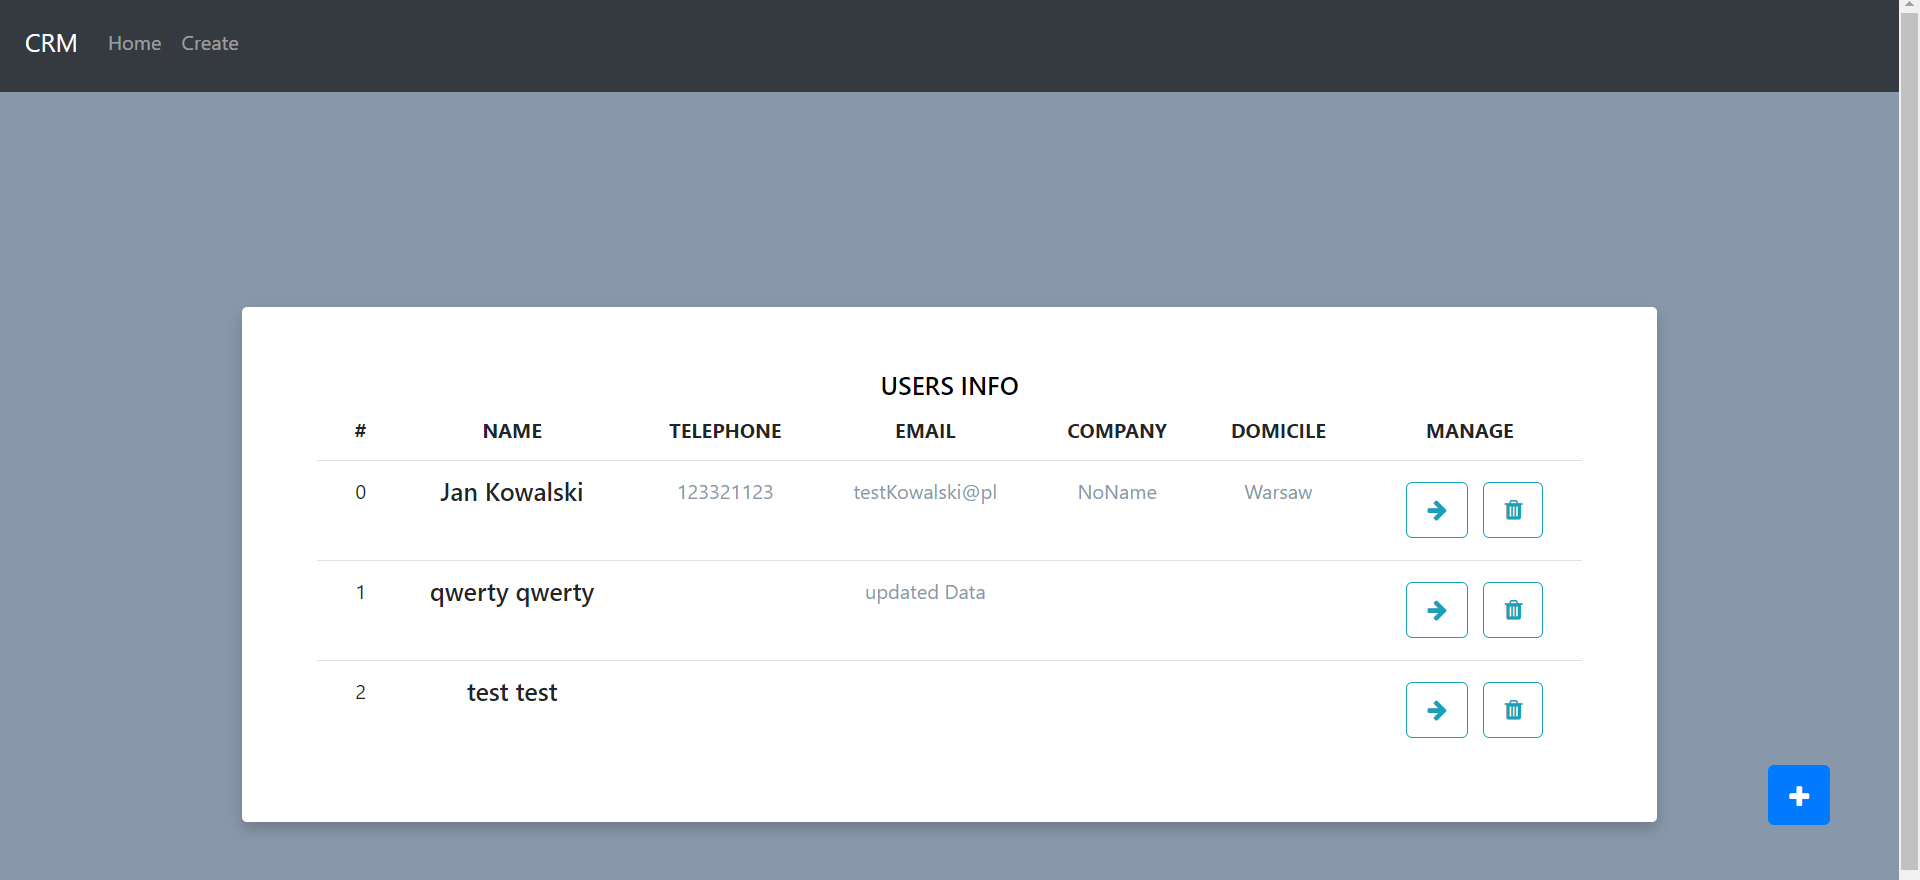 CRM Home Create
USERS INFO
# NAME TELEPHONE EMAIL COMPANY DOMICILE MANAGE
0 Jan Kowalski 123321123 testKowalski@pl NoName Warsaw
1 qwerty qwerty updated Data
2 test test